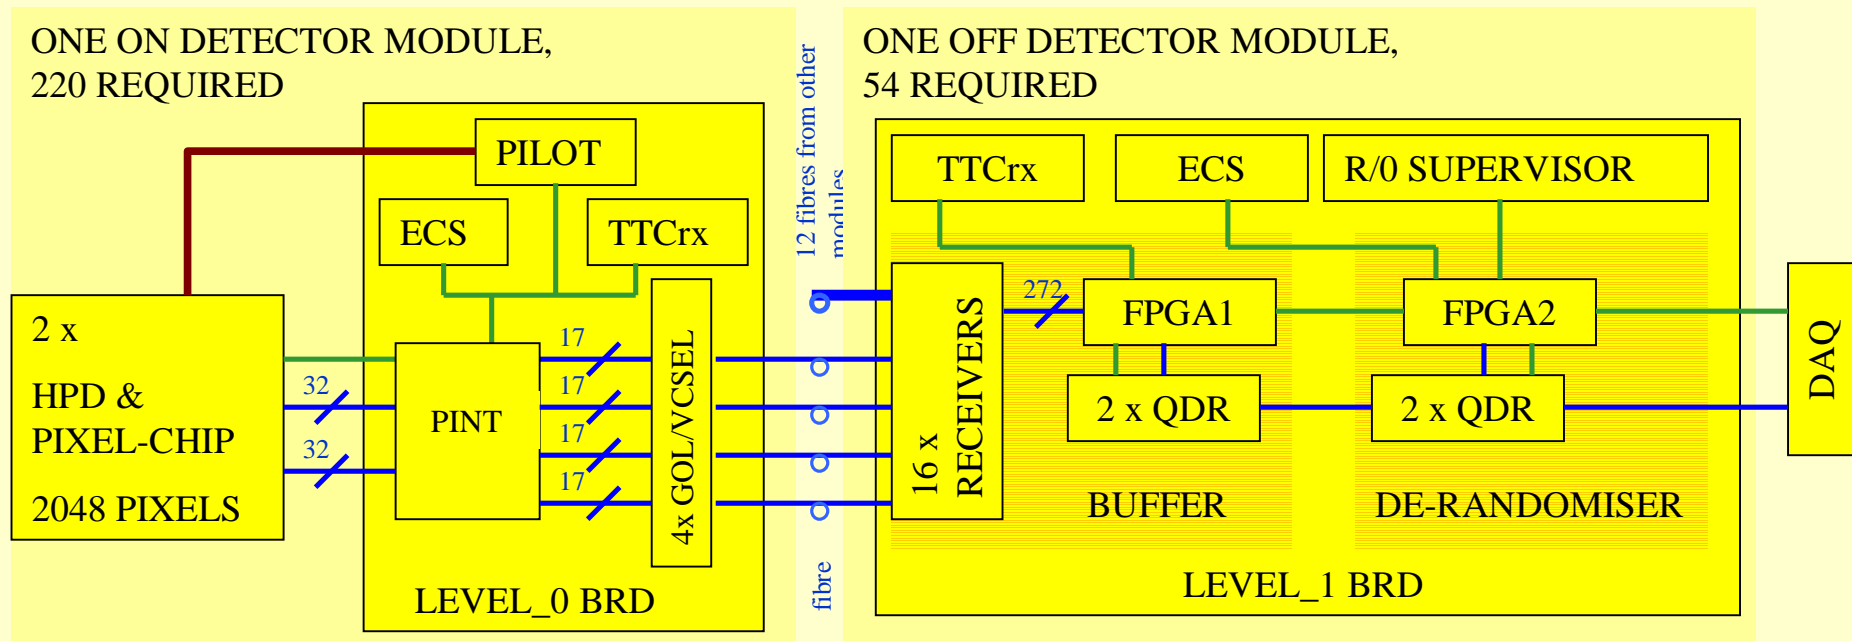 ONE ON DETECTOR MODULE,
220 REQUIRED
PILOT
ECS
TTCrx
2 x
HPD &
PIXEL-CHIP
2048 PIXELS
32
32
PINT
17
17
17
17
4x GOL/VCSEL
LEVEL_0 BRD
12 fibres from other
modules
fibre
ONE OFF DETECTOR MODULE,
54 REQUIRED
TTCrx
ECS
R/0 SUPERVISOR
16 x
RECEIVERS
272
FPGA1
FPGA2
2 x QDR
2 x QDR
BUFFER
DE-RANDOMISER
LEVEL_1 BRD
DAQ